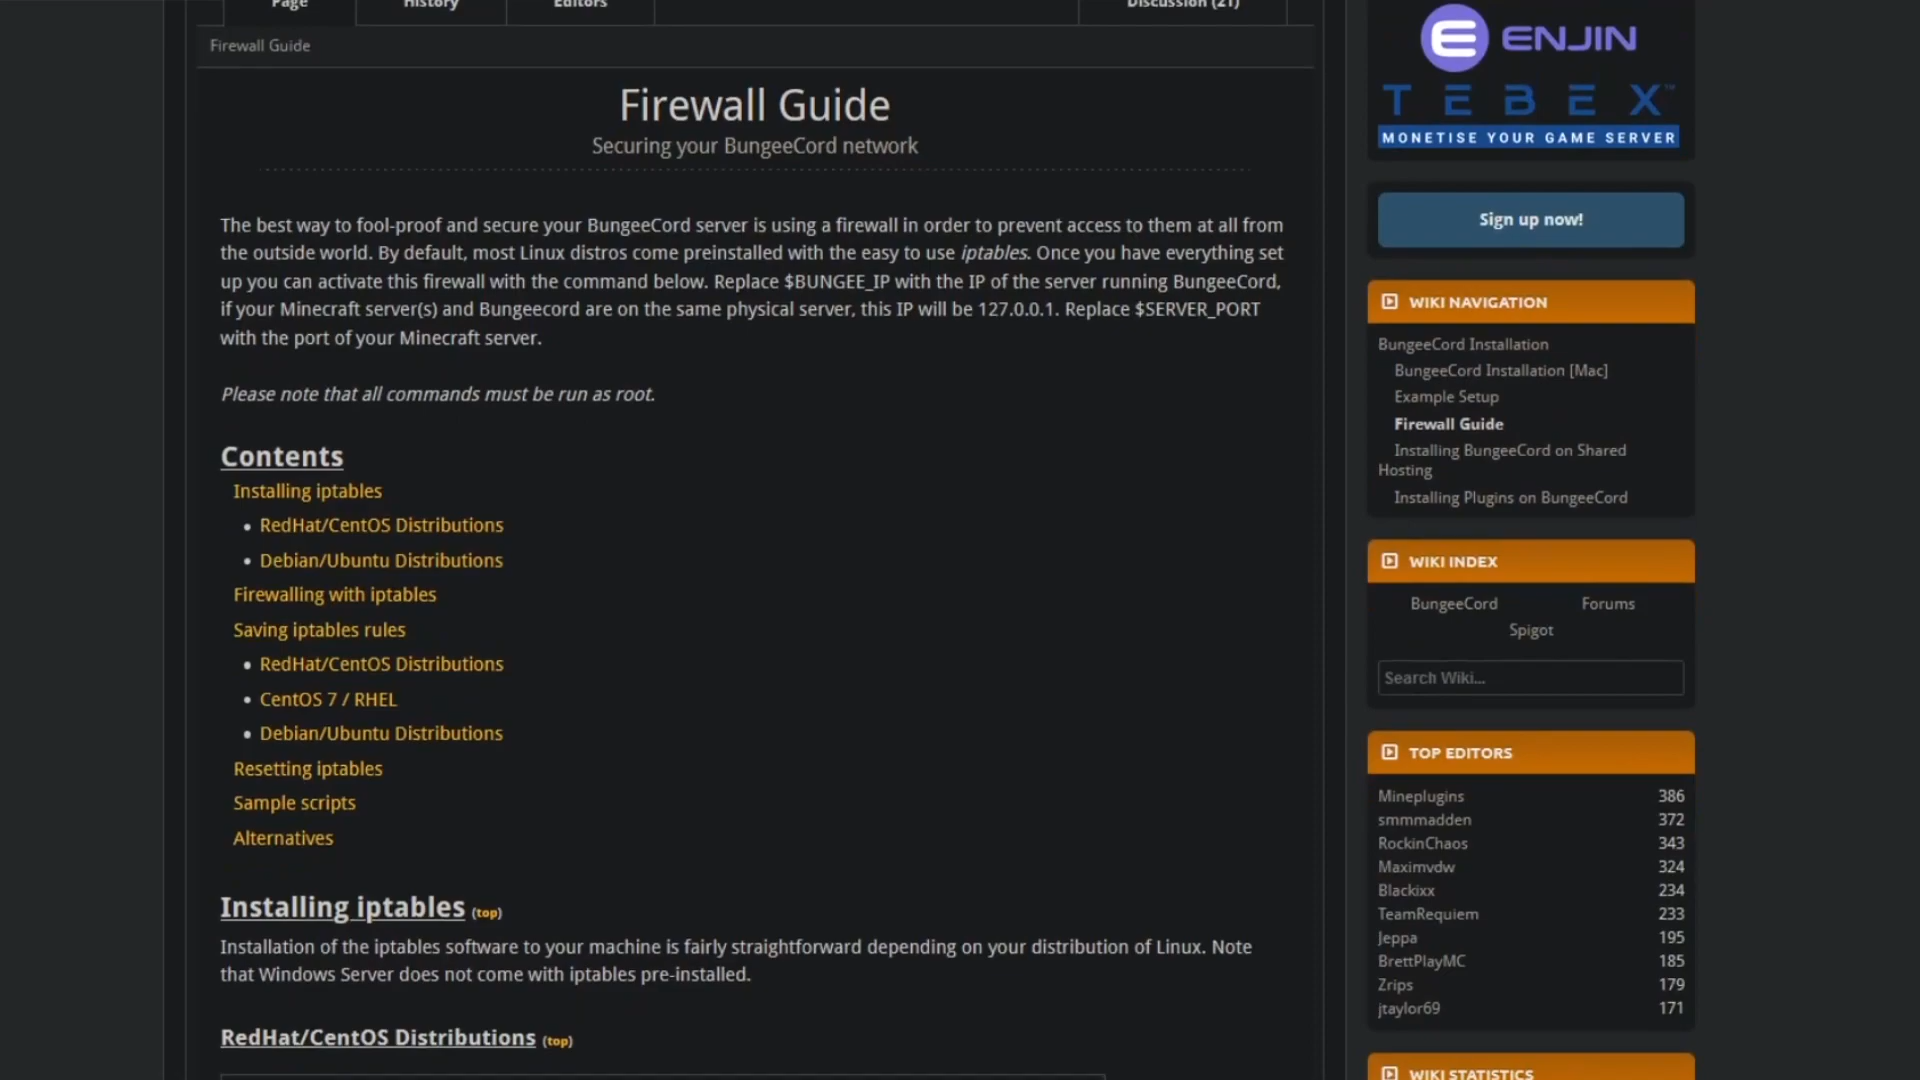 Page
History
Editors
Discussion (21)
Firewall Guide
Firewall Guide
Securing your BungeeCord network
The best way to fool-proof and secure your BungeeCord server is using a firewall in order to prevent access to them at all from
the outside world. By default, most Linux distros come preinstalled with the easy to use iptables. Once you have everything set
up you can activate this firewall with the command below. Replace $BUNGEE_IP with the IP of the server running BungeeCord,
if your Minecraft server(s) and Bungeecord are on the same physical server, this IP will be 127.0.0.1. Replace $SERVER_PORT
with the port of your Minecraft server.
Please note that all commands must be run as root.
Contents
Installing iptables
• RedHat/CentOS Distributions
• Debian/Ubuntu Distributions
Firewalling with iptables
Saving iptables rules
• RedHat/CentOS Distributions
• CentOS 7 / RHEL
• Debian/Ubuntu Distributions
Resetting iptables
Sample scripts
Alternatives
Installing iptables (top)
Installation of the iptables software to your machine is fairly straightforward depending on your distribution of Linux. Note
that Windows Server does not come with iptables pre-installed.
RedHat/CentOS Distributions (top)
ENJIN
TEBEX™
MONETISE YOUR GAME SERVER
Sign up now!
WIKI NAVIGATION
BungeeCord Installation
BungeeCord Installation [Mac]
Example Setup
Firewall Guide
Installing BungeeCord on Shared
Hosting
Installing Plugins on BungeeCord
WIKI INDEX
BungeeCord Forums
Spigot
Search Wiki...
TOP EDITORS
Mineplugins 386
smmmadden 372
RockinChaos 343
Maximvdw 324
Blackixx 234
TeamRequiem 233
Jeppa 195
BrettPlayMC 185
Zrips 179
jtaylor69 171
WIKI STATISTICS